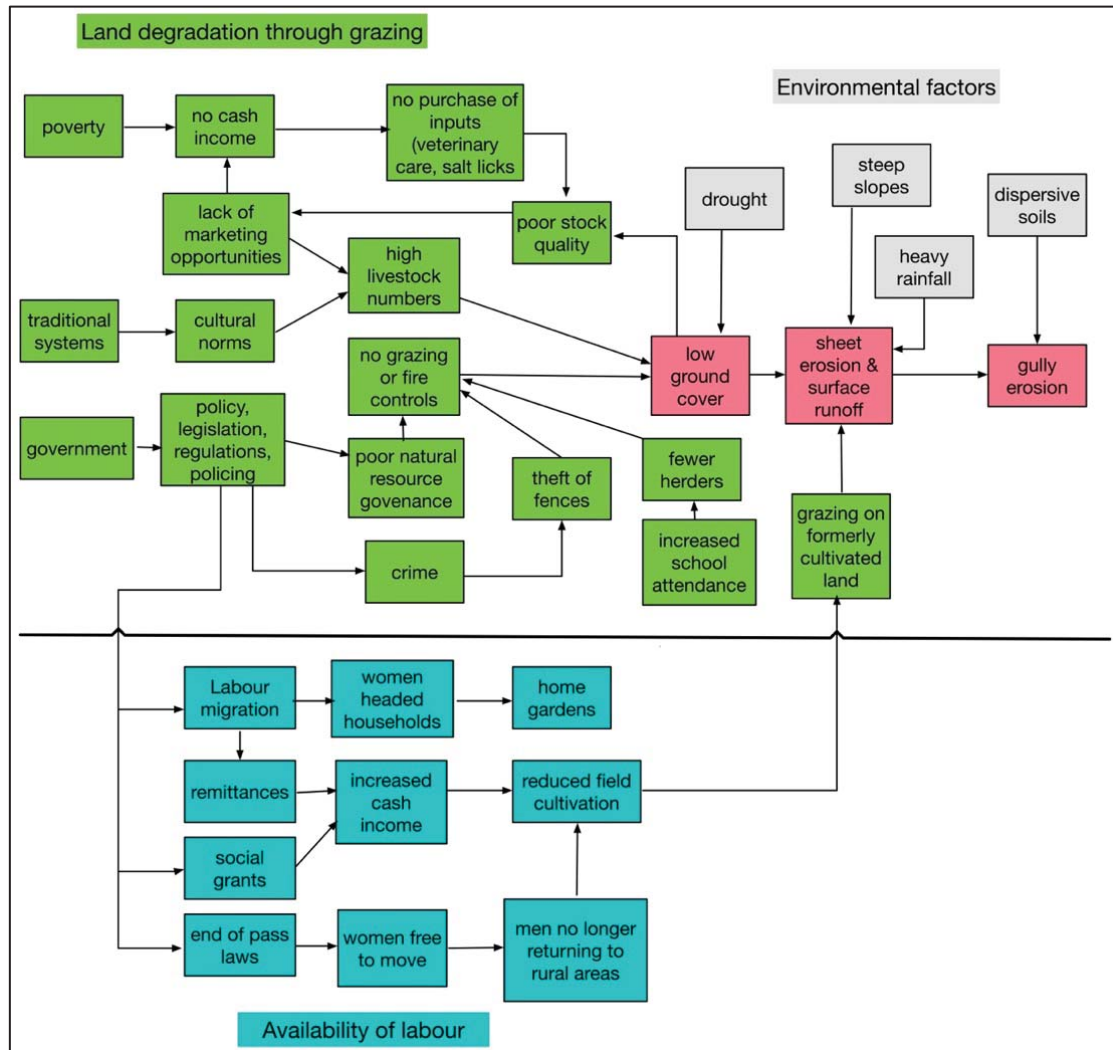 Land degradation through grazing
Environmental factors
poverty
no cash
income
no purchase of
inputs
(veterinary
care, salt licks
steep
slopes
drought
dispersive
soils
lack of
marketing
opportunities
poor stock
quality
high
livestock
numbers
heavy
rainfall
traditional
systems
cultural
norms
no grazing
or fire
controls
low
ground
cover
sheet
erosion &
surface
runoff
gully
erosion
government
policy,
legislation,
regulations,
policing
poor natural
resource
govenance
theft of
fences
fewer
herders
grazing on
formerly
cultivated
land
crime
increased
school
attendance
Labour
migration
women
headed
households
home
gardens
remittances
increased
cash
income
reduced field
cultivation
social
grants
end of pass
laws
women free
to move
men no longer
returning to
rural areas
Availability of labour